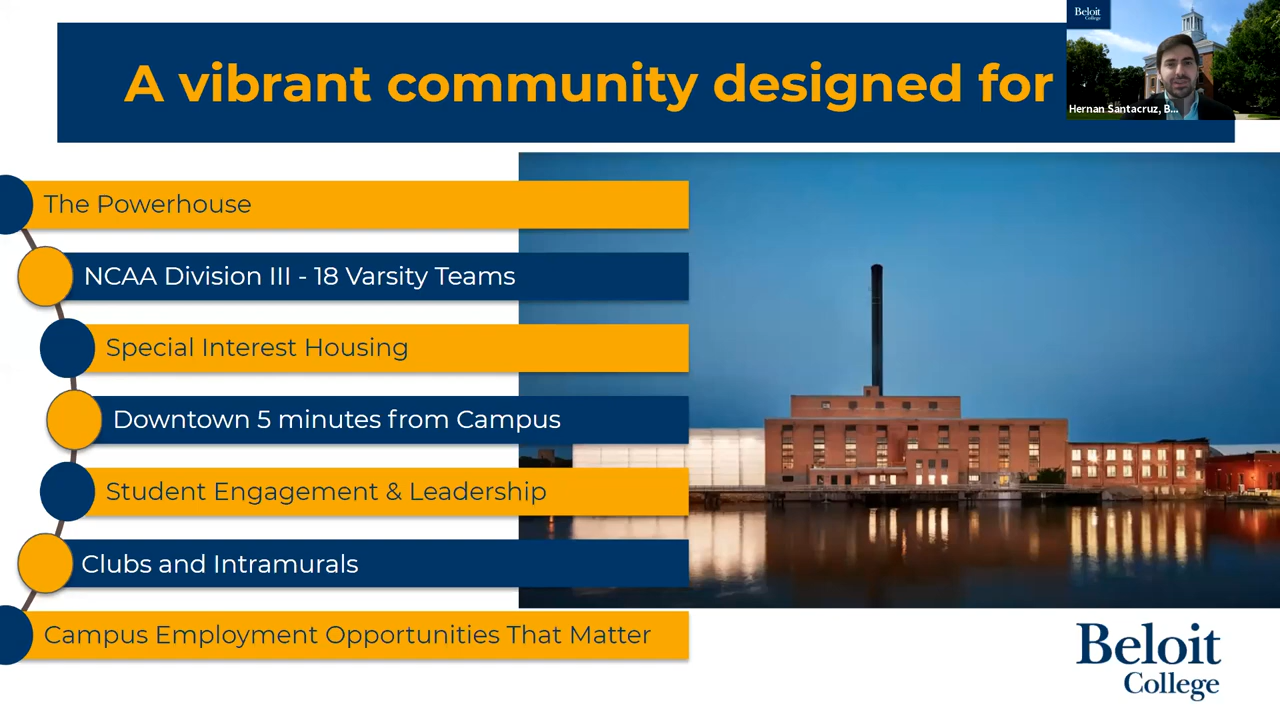 A vibrant community designed for
Beloit
College
Hernan Santacruz, B...
The Powerhouse
NCAA Division III - 18 Varsity Teams
Special Interest Housing
Downtown 5 minutes from Campus
Student Engagement & Leadership
Clubs and Intramurals
Campus Employment Opportunities That Matter
Beloit
College